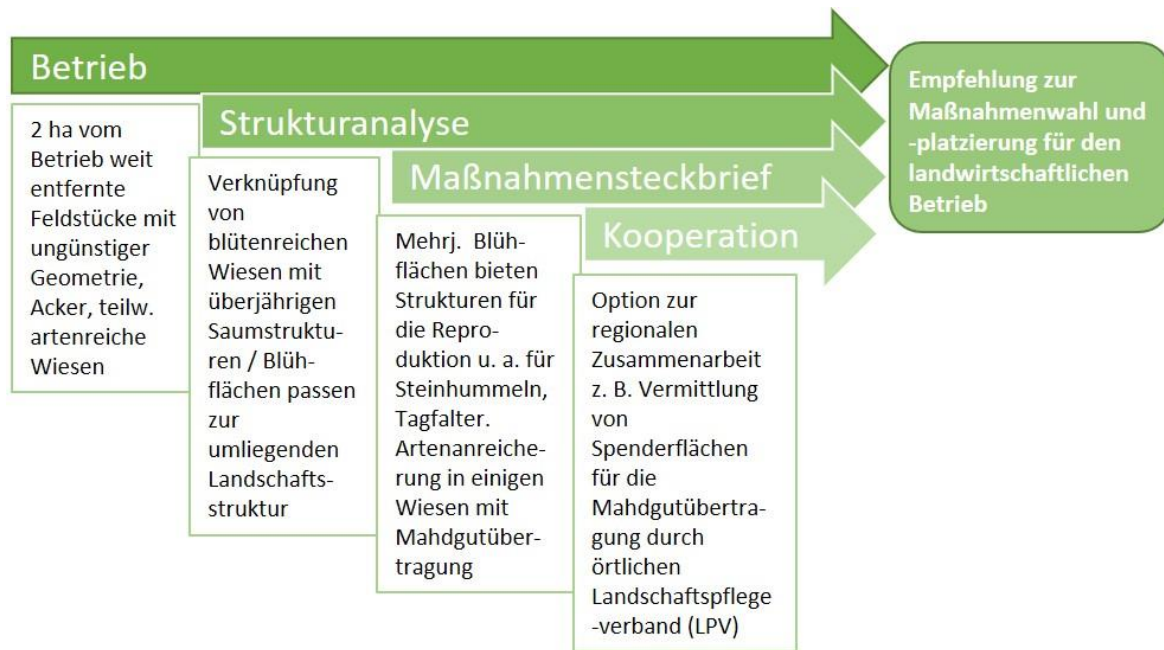 Betrieb
2 ha vom
Betrieb weit
entfernte
Feldstücke mit
ungünstiger
Geometrie,
Acker, teilw.
artenreiche
Wiesen
Strukturanalyse
Verknüpfung
von
blütenreichen
Wiesen mit
überjährigen
Saumstruktu-
ren / Blüh-
flächen passen
zur
umliegenden
Landschafts-
struktur
Maßnahmensteckbrief
Mehrj. Blüh-
flächen bieten
Strukturen für
die Repro-
duktion u. a. für
Steinhummeln,
Tagfalter.
Artenanreiche-
rung in einigen
Wiesen mit
Mahdgutüber-
tragung
Kooperation
Option zur
regionalen
Zusammenarbeit
z. B. Vermittlung
von
Spenderflächen
für die
Mahdgutübertra-
gung durch
örtlichen
Landschaftspflege
-verband (LPV)
Empfehlung zur
Maßnahmenwahl und
-platzierung für den
landwirtschaftlichen
Betrieb